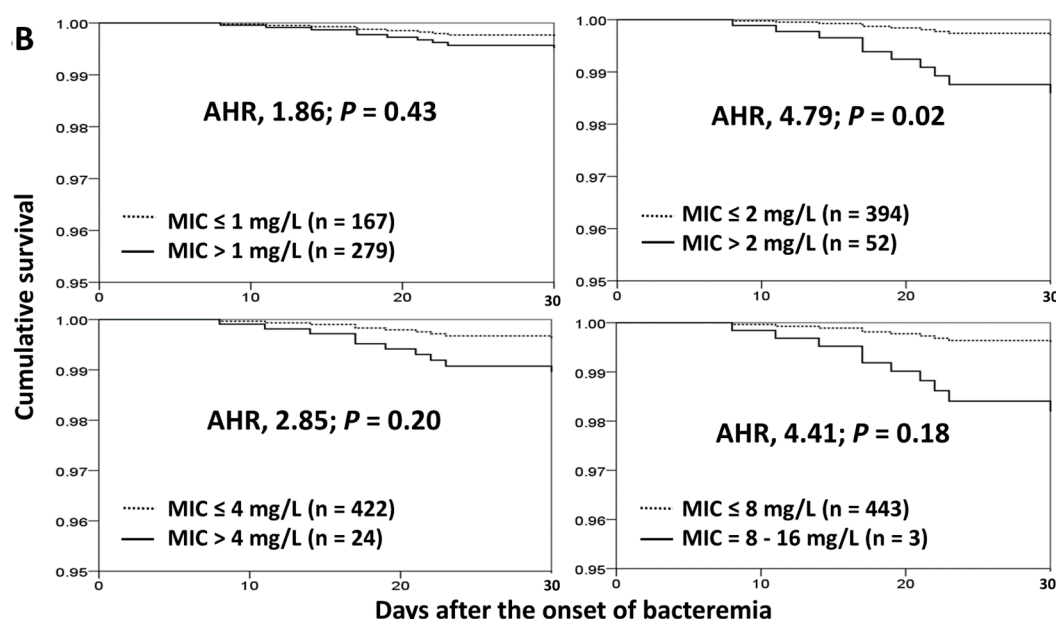 B
Cumulative survival
1.00
0.99
0.98
0.97
0.96
0.95
AHR, 1.86; P = 0.43
MIC ≤ 1 mg/L (n = 167)
MIC > 1 mg/L (n = 279)
0
10
20
30
1.00
0.99
0.98
0.97
0.96
0.95
AHR, 4.79; P = 0.02
MIC ≤ 2 mg/L (n = 394)
MIC > 2 mg/L (n = 52)
0
10
20
30
1.00
0.99
0.98
0.97
0.96
0.95
AHR, 2.85; P = 0.20
MIC ≤ 4 mg/L (n = 422)
MIC > 4 mg/L (n = 24)
0
10
20
30
1.00
0.99
0.98
0.97
0.96
0.95
AHR, 4.41; P = 0.18
MIC ≤ 8 mg/L (n = 443)
MIC = 8 - 16 mg/L (n = 3)
0
10
20
30
Days after the onset of bacteremia